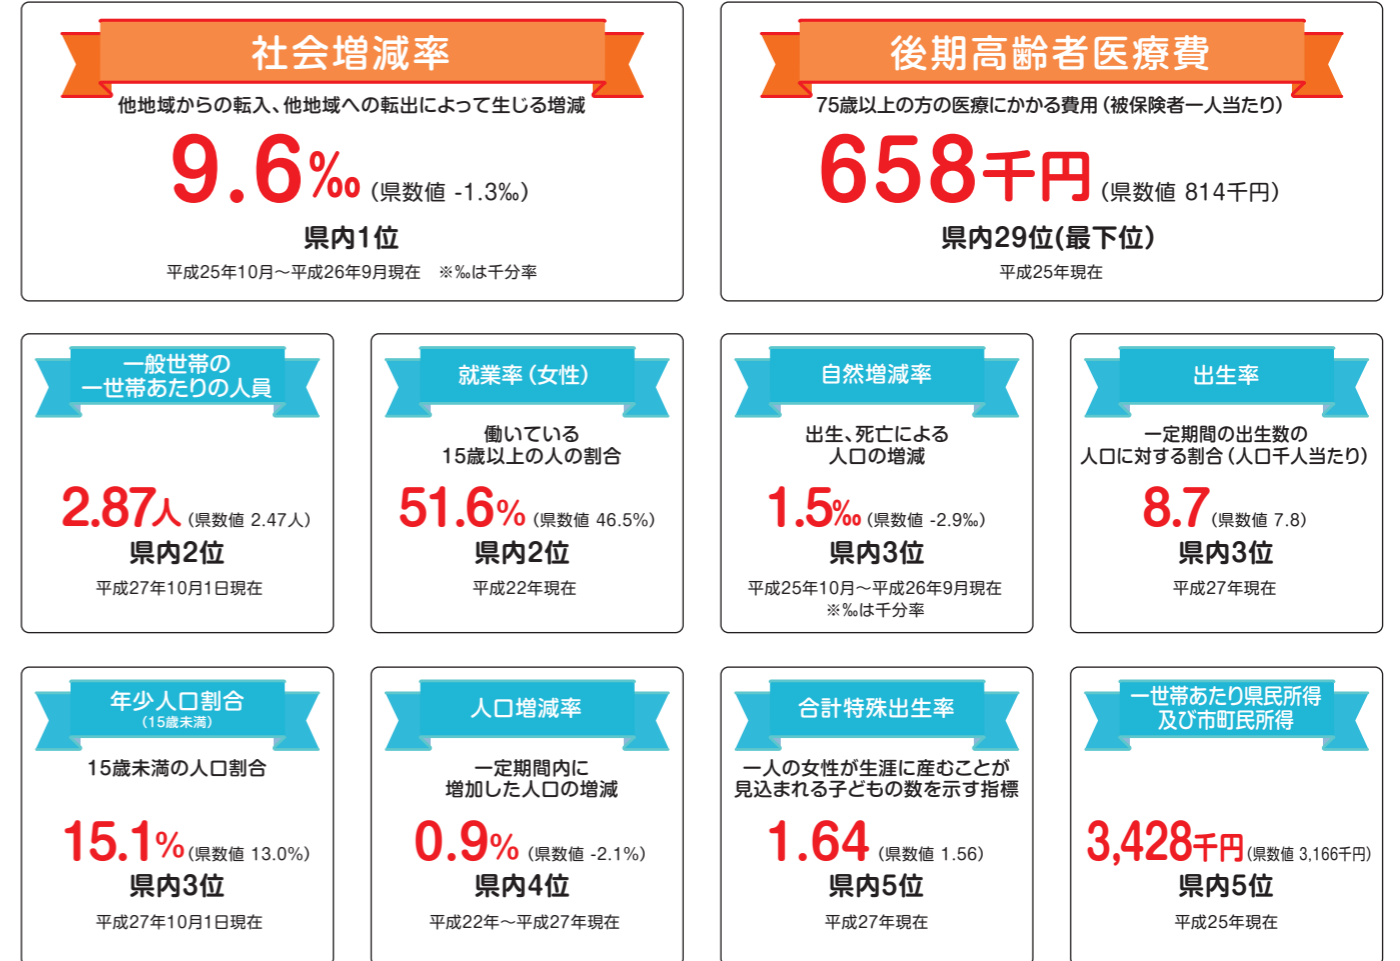 社会増減率
他地域からの転入、他地域への転出によって生じる増減
9.6‰（県数値 -1.3‰）
県内1位
平成25年10月～平成26年9月現在　※‰は千分率
後期高齢者医療費
75歳以上の方の医療にかかる費用（被保険者一人当たり）
658千円（県数値 814千円）
県内29位(最下位)
平成25年現在
一般世帯の
一世帯あたりの人員
2.87人（県数値 2.47人）
県内2位
平成27年10月1日現在
就業率（女性）
働いている
15歳以上の人の割合
51.6%（県数値 46.5%）
県内2位
平成22年現在
自然増減率
出生、死亡による
人口の増減
1.5‰（県数値 -2.9‰）
県内3位
平成25年10月～平成26年9月現在
※‰は千分率
出生率
一定期間の出生数の
人口に対する割合（人口千人当たり）
8.7（県数値 7.8）
県内3位
平成27年現在
年少人口割合
（15歳未満）
15歳未満の人口割合
15.1%（県数値 13.0%）
県内3位
平成27年10月1日現在
人口増減率
一定期間内に
増加した人口の増減
0.9%（県数値 -2.1%）
県内4位
平成22年～平成27年現在
合計特殊出生率
一人の女性が生涯に産むことが
見込まれる子どもの数を示す指標
1.64（県数値 1.56）
県内5位
平成27年現在
一世帯あたり県民所得
及び市町民所得
3,428千円（県数値 3,166千円）
県内5位
平成25年現在